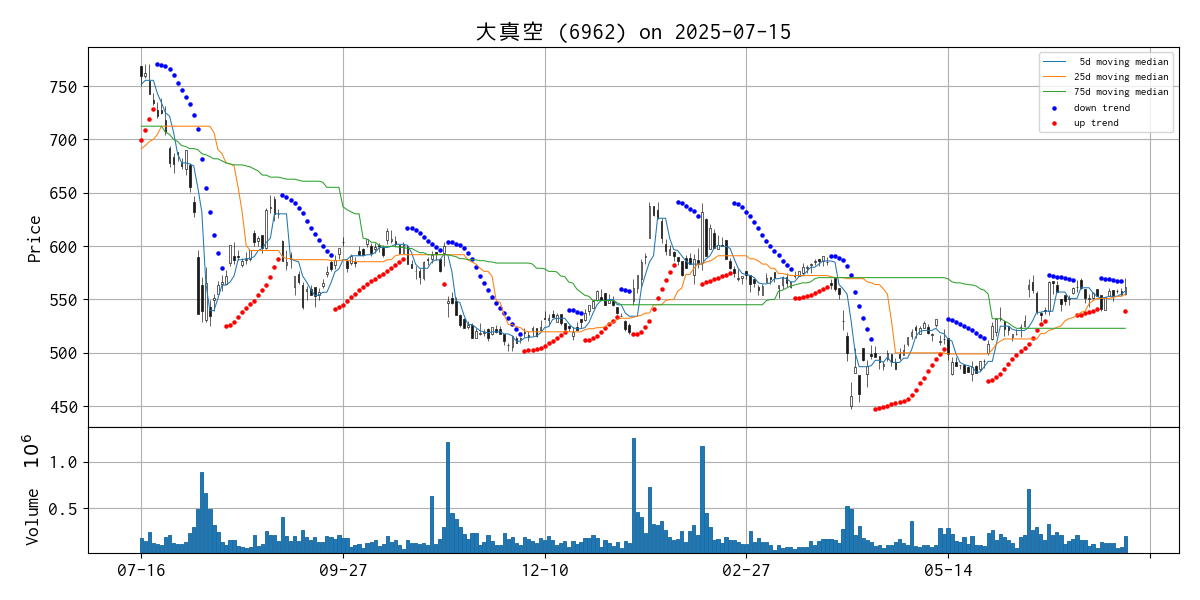 大真空 (6962) on 2025-07-15
Price
750
700
650
600
550
500
450
5d moving median
25d moving median
75d moving median
down trend
up trend
Volume 10^6
1.0
0.5
07-16 09-27 12-10 02-27 05-14